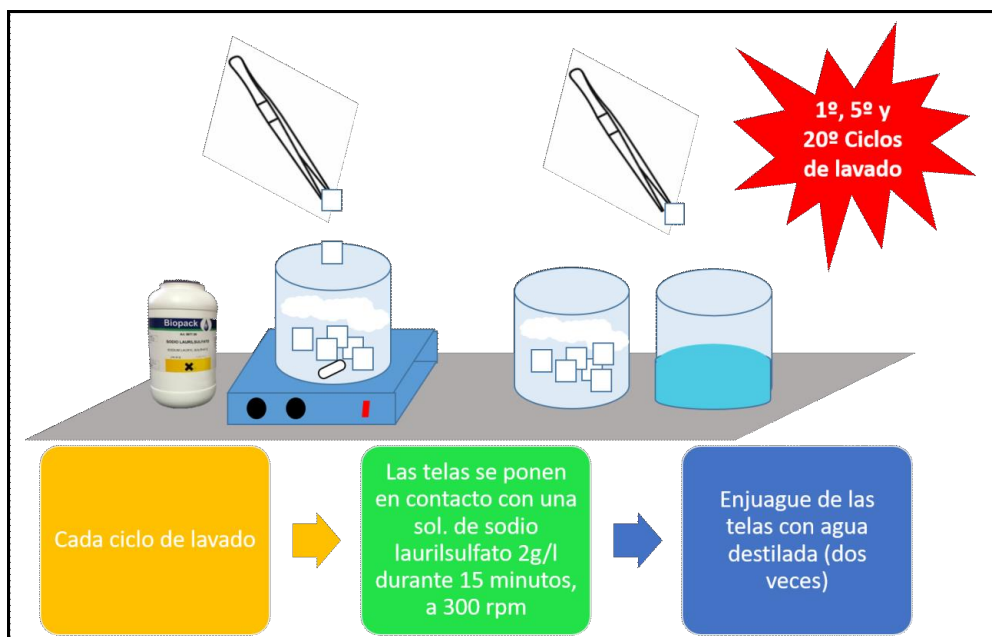 1º, 5º y
20º Ciclos
de lavado
Biopack
SODIO LAURILSULFATO
Cada ciclo de lavado
Las telas se ponen
en contacto con una
sol. de sodio
laurilsulfato 2g/l
durante 15 minutos,
a 300 rpm
Enjuague de las
telas con agua
destilada (dos
veces)